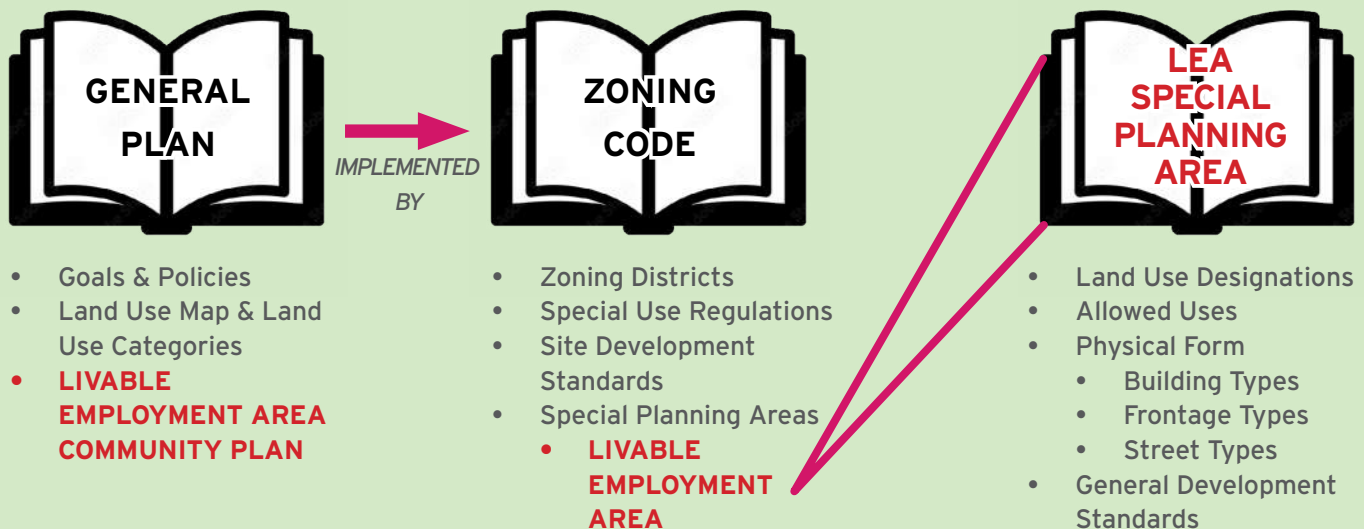 GENERAL
PLAN
IMPLEMENTED
BY
ZONING
CODE
LEA
SPECIAL
PLANNING
AREA
• Goals & Policies
• Land Use Map & Land
Use Categories
• LIVABLE
EMPLOYMENT AREA
COMMUNITY PLAN
• Zoning Districts
• Special Use Regulations
• Site Development
Standards
• Special Planning Areas
• LIVABLE
EMPLOYMENT
AREA
• Land Use Designations
• Allowed Uses
• Physical Form
• Building Types
• Frontage Types
• Street Types
• General Development
Standards